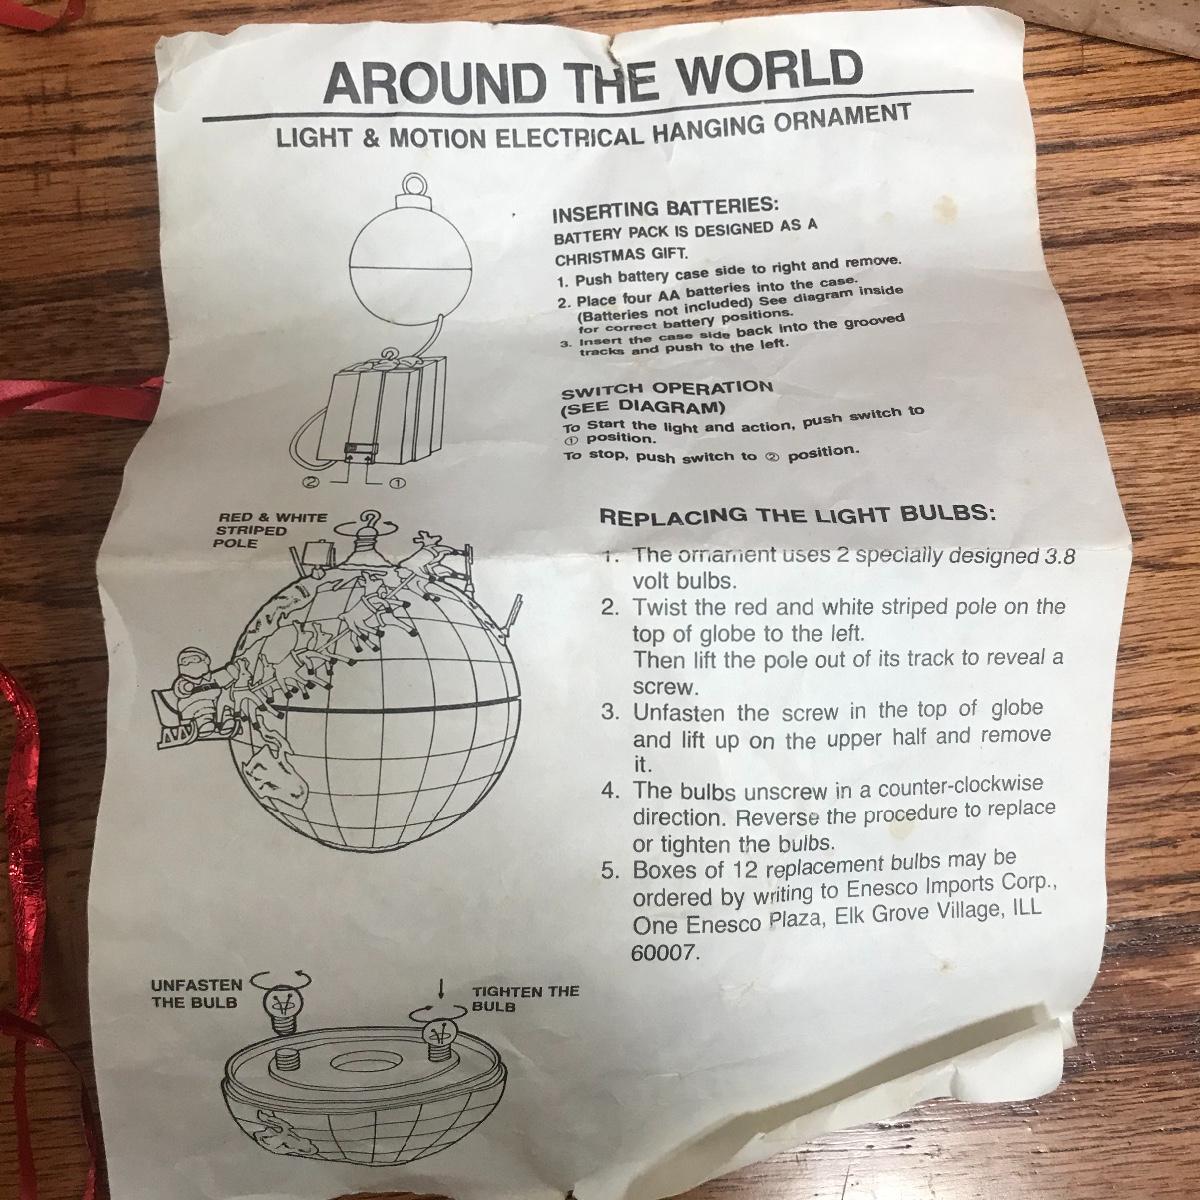 AROUND THE WORLD
LIGHT & MOTION ELECTRICAL HANGING ORNAMENT
INSERTING BATTERIES:
BATTERY PACK IS DESIGNED AS A
CHRISTMAS GIFT.
1. Push battery case side to right and remove.
2. Place four AA batteries into the case.
(Batteries not included) See diagram inside
for correct battery positions.
3. Insert the case side back into the grooved
tracks and push to the left.
SWITCH OPERATION
(SEE DIAGRAM)
To Start the light and action, push switch to
① position.
To stop, push switch to ② position.
② ①
RED & WHITE
STRIPED
POLE
REPLACING THE LIGHT BULBS:
1. The ornament uses 2 specially designed 3.8
volt bulbs.
2. Twist the red and white striped pole on the
top of globe to the left.
Then lift the pole out of its track to reveal a
screw.
3. Unfasten the screw in the top of globe
and lift up on the upper half and remove
it.
4. The bulbs unscrew in a counter-clockwise
direction. Reverse the procedure to replace
or tighten the bulbs.
5. Boxes of 12 replacement bulbs may be
ordered by writing to Enesco Imports Corp.,
One Enesco Plaza, Elk Grove Village, ILL
60007.
UNFASTEN
THE BULB
TIGHTEN THE
BULB